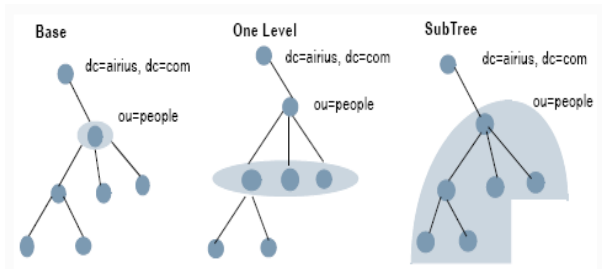 Base
One Level
SubTree
dc=airius, dc=com
dc=airius, dc=com
dc=airius, dc=com
ou=people
ou=people
ou=people